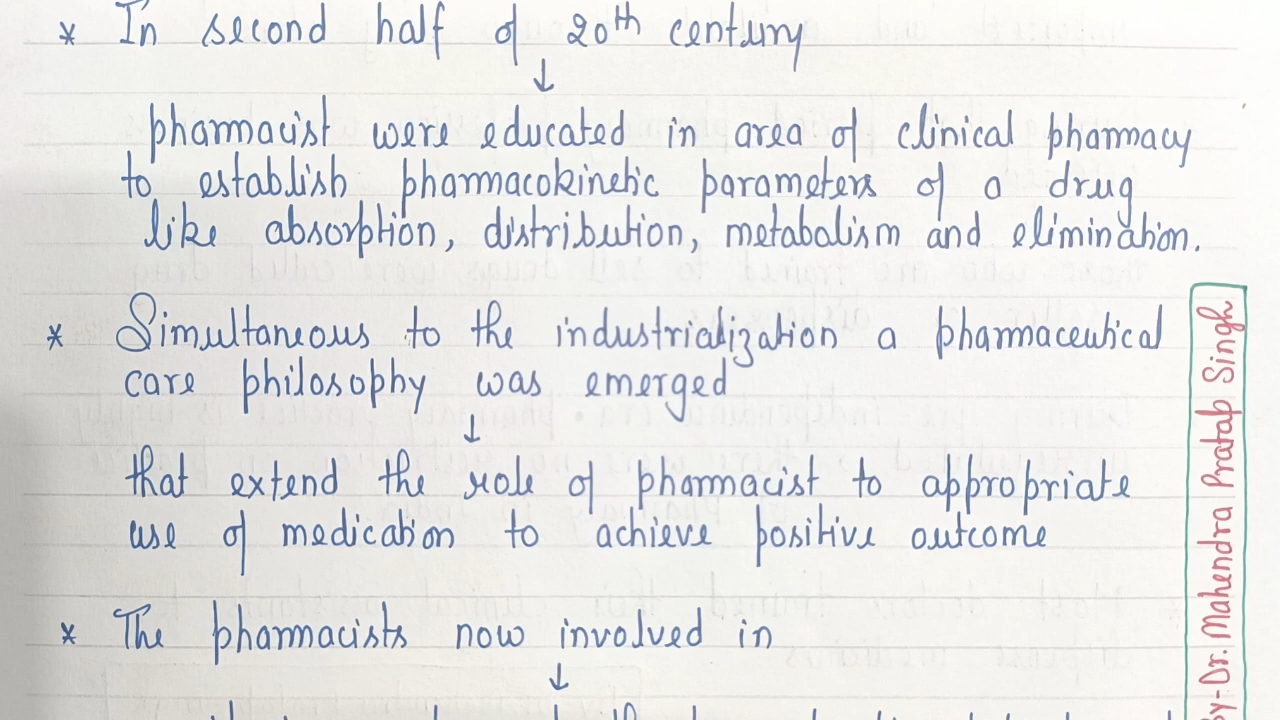 * In second half of 20th century
↓
pharmacist were educated in area of clinical pharmacy
to establish pharmacokinetic parameters of a drug
like absorption, distribution, metabolism and elimination.
* Simultaneous to the industrialization a pharmaceutical
care philosophy was emerged
↓
that extend the role of pharmacist to appropriate
use of medication to achieve positive outcome
* The pharmacists now involved in
↓
By-Dr. Mahendra Pratap Singh